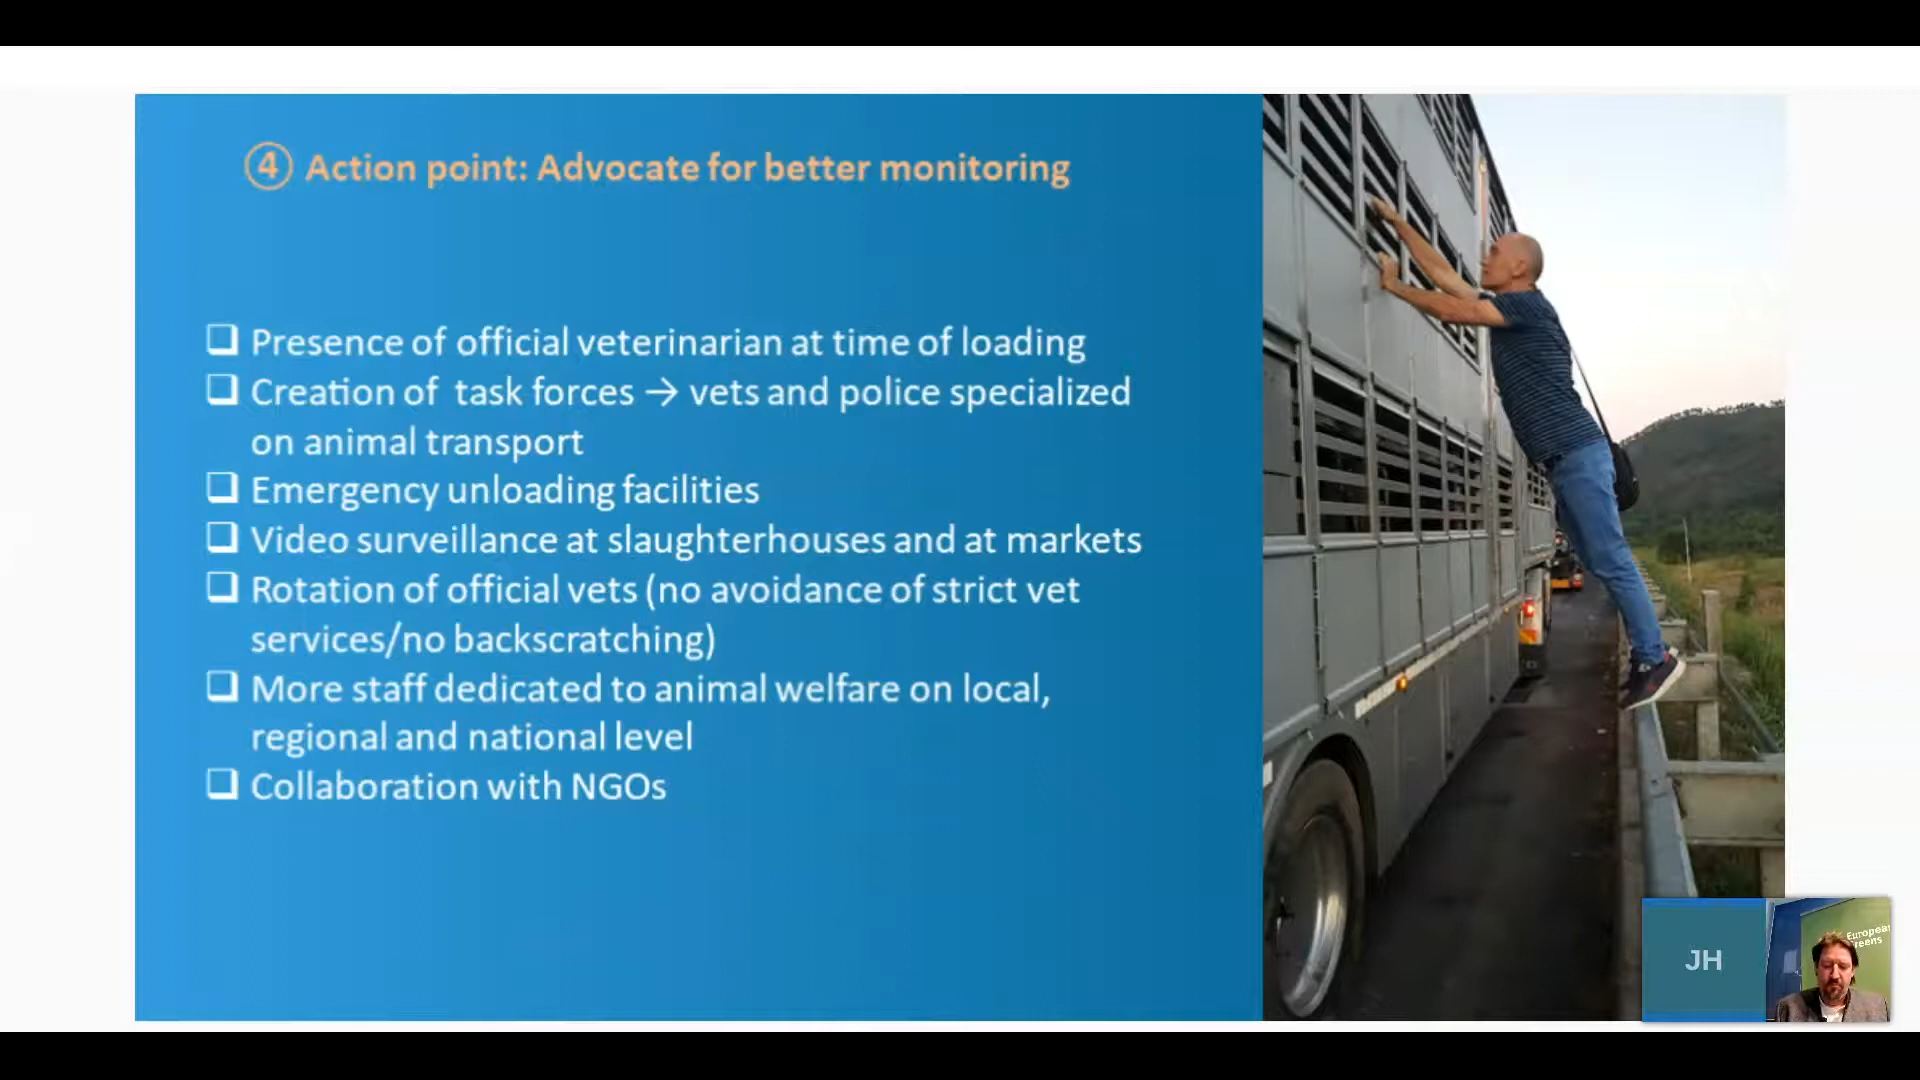 ④ Action point: Advocate for better monitoring
❑ Presence of official veterinarian at time of loading
❑ Creation of task forces → vets and police specialized
on animal transport
❑ Emergency unloading facilities
❑ Video surveillance at slaughterhouses and at markets
❑ Rotation of official vets (no avoidance of strict vet
services/no backscratching)
❑ More staff dedicated to animal welfare on local,
regional and national level
❑ Collaboration with NGOs
JH
European
Greens